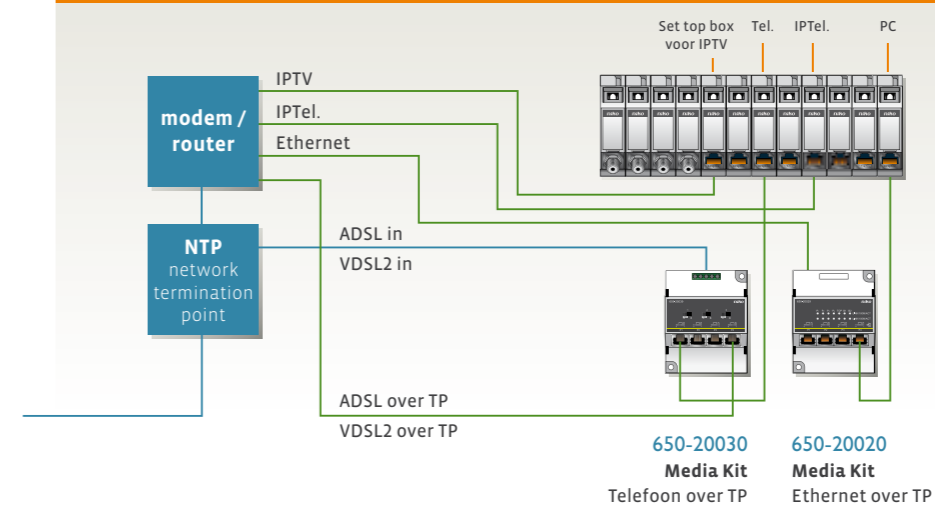 Set top box
voor IPTV
Tel.
IPTel.
PC
IPTV
IPTel.
Ethernet
modem /
router
NTP
network
termination
point
ADSL in
VDSL2 in
ADSL over TP
VDSL2 over TP
650-20030
Media Kit
Telefoon over TP
650-20020
Media Kit
Ethernet over TP